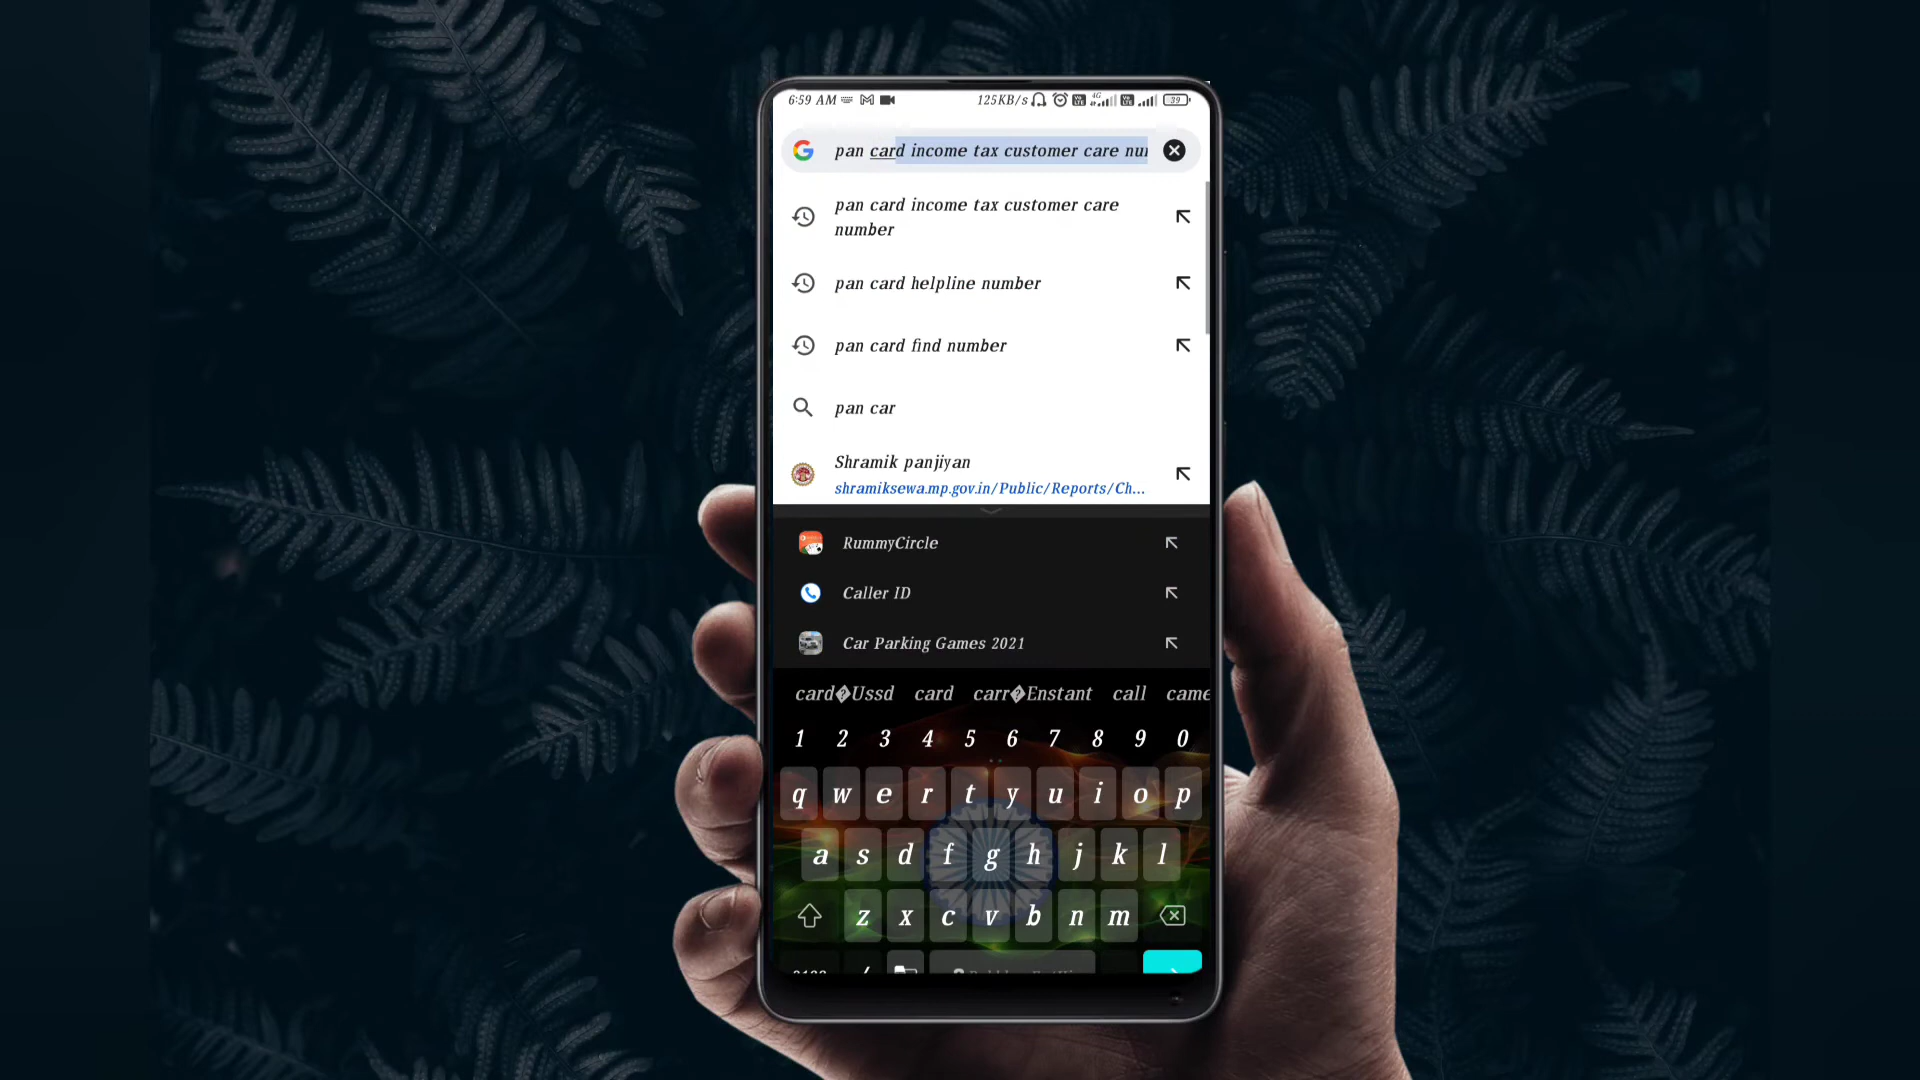 6:59 AM
125KB/s
4G
39
pan card income tax customer care nu
pan card income tax customer care
number
pan card helpline number
pan card find number
pan car
Shramik panjiyan
shramiksewa.mp.gov.in/Public/Reports/Ch...
RummyCircle
Caller ID
Car Parking Games 2021
card�Ussd card carr�Enstant call came
1 2 3 4 5 6 7 8 9 0
q w e r t y u i o p
a s d f g h j k l
z x c v b n m